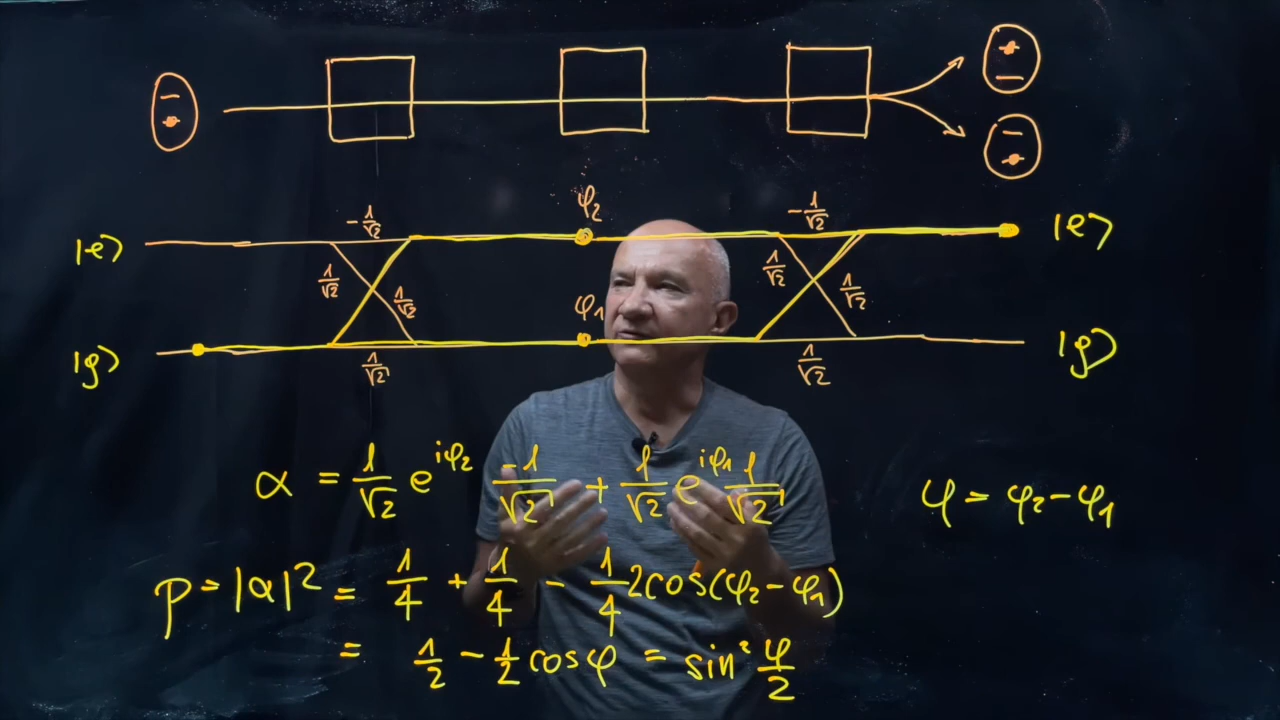 -1/√2 φ₂ -1/√2
|e⟩ |e⟩
1/√2 1/√2 1/√2 1/√2
φ₁
|g⟩ 1/√2 1/√2 |g⟩
α = 1/√2 e^{iφ₂} -1/√2 + 1/√2 e^{iφ₁} 1/√2
φ = φ₂ - φ₁
p = |α|² = 1/4 + 1/4 - 1/4 2cos(φ₂ - φ₁)
= 1/2 - 1/2 cosφ = sin² φ/2